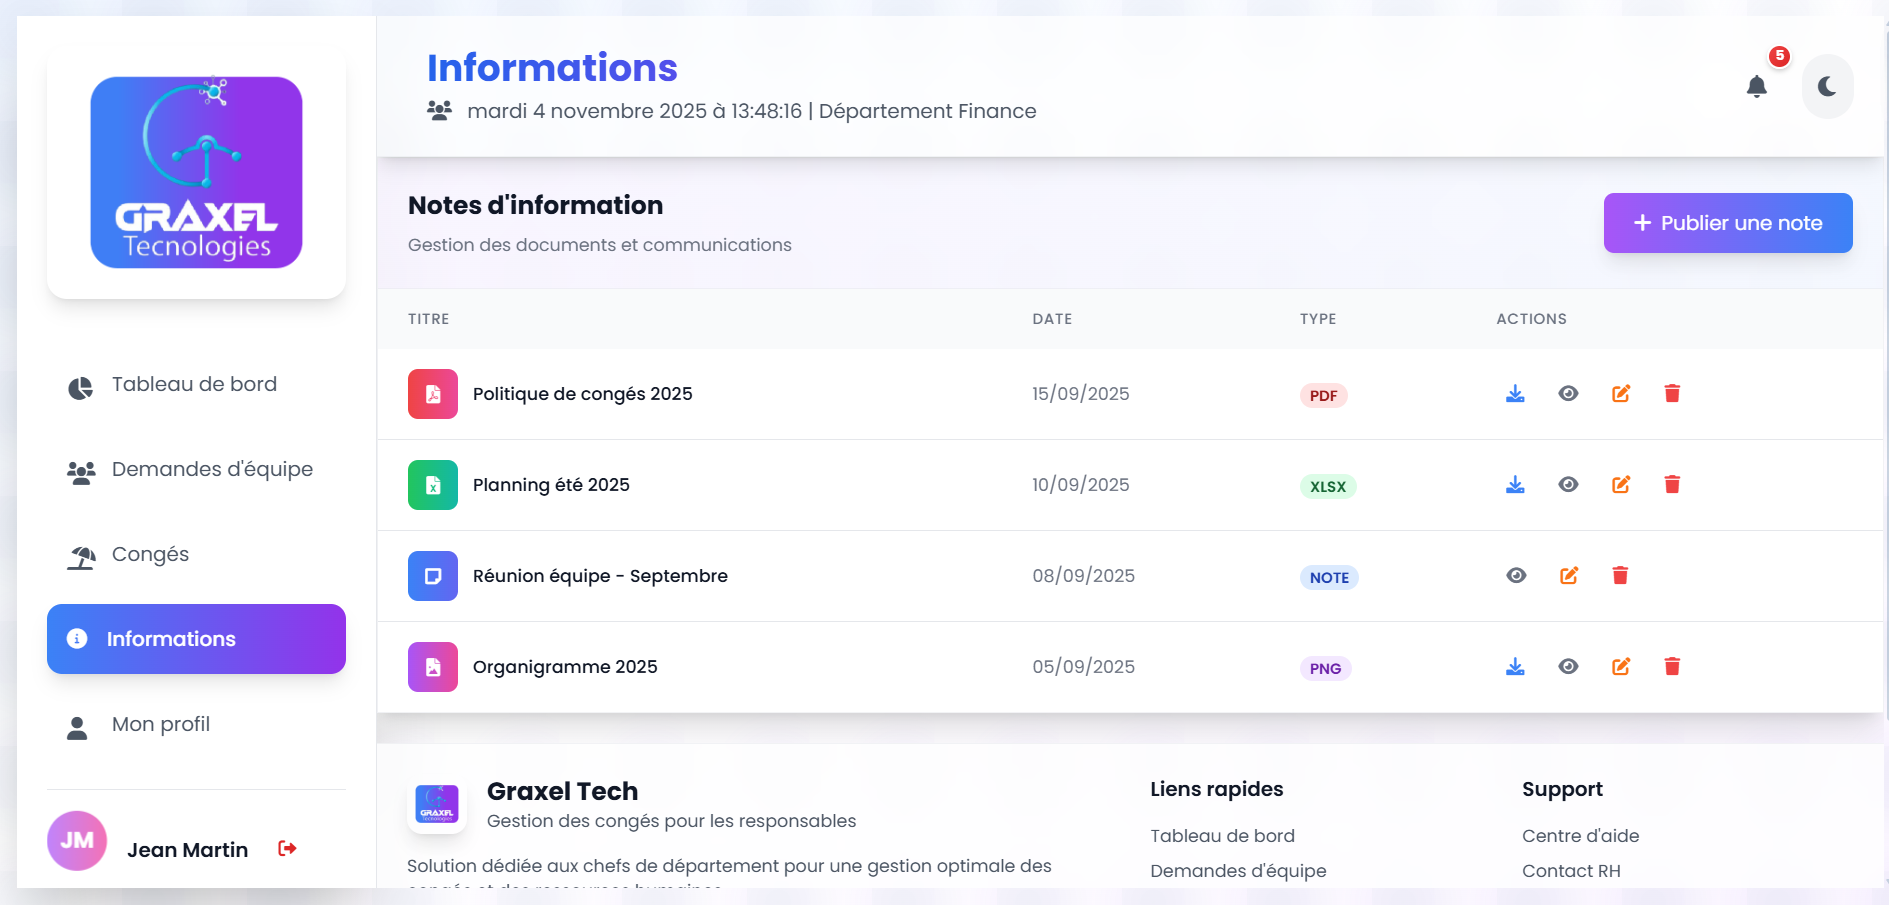 GRAXEL
Tecnologies
Tableau de bord
Demandes d'équipe
Congés
Informations
Mon profil
JM
Jean Martin
Informations
mardi 4 novembre 2025 à 13:48:16 | Département Finance
5
Notes d'information
Gestion des documents et communications
+ Publier une note
TITRE DATE TYPE ACTIONS
Politique de congés 2025 15/09/2025 PDF
Planning été 2025 10/09/2025 XLSX
Réunion équipe - Septembre 08/09/2025 NOTE
Organigramme 2025 05/09/2025 PNG
GRAXEL
Tecnologies
Graxel Tech
Gestion des congés pour les responsables
Solution dédiée aux chefs de département pour une gestion optimale des
Liens rapides
Tableau de bord
Demandes d'équipe
Support
Centre d'aide
Contact RH